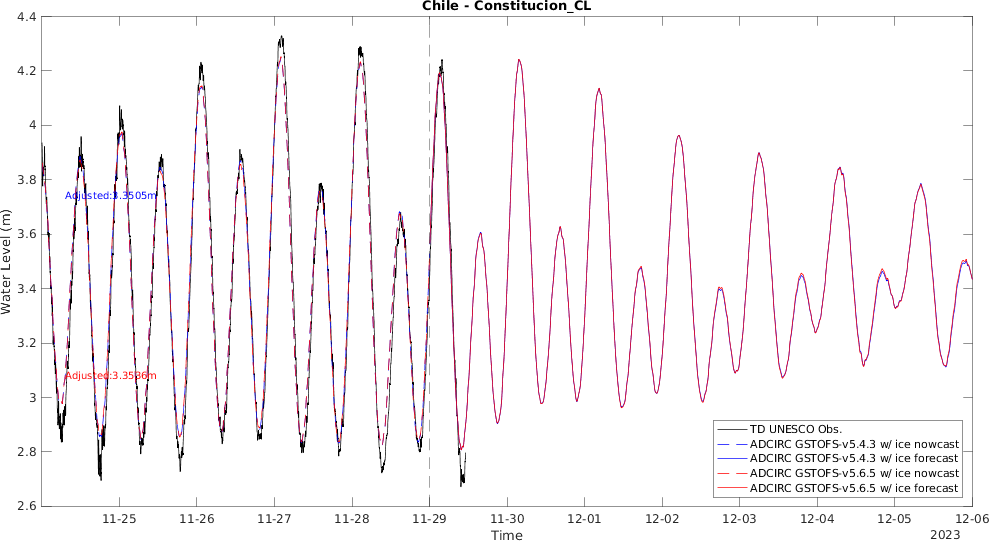 Chile - Constitucion_CL
4.4
4.2
4
3.8
3.6
3.4
3.2
3
2.8
2.6
Water Level (m)
Adjusted:3.3505m
Adjusted:3.3536m
TD UNESCO Obs.
ADCIRC GSTOFS-v5.4.3 w/ ice nowcast
ADCIRC GSTOFS-v5.4.3 w/ ice forecast
ADCIRC GSTOFS-v5.6.5 w/ ice nowcast
ADCIRC GSTOFS-v5.6.5 w/ ice forecast
11-25 11-26 11-27 11-28 11-29 11-30 12-01 12-02 12-03 12-04 12-05 12-06
Time
2023